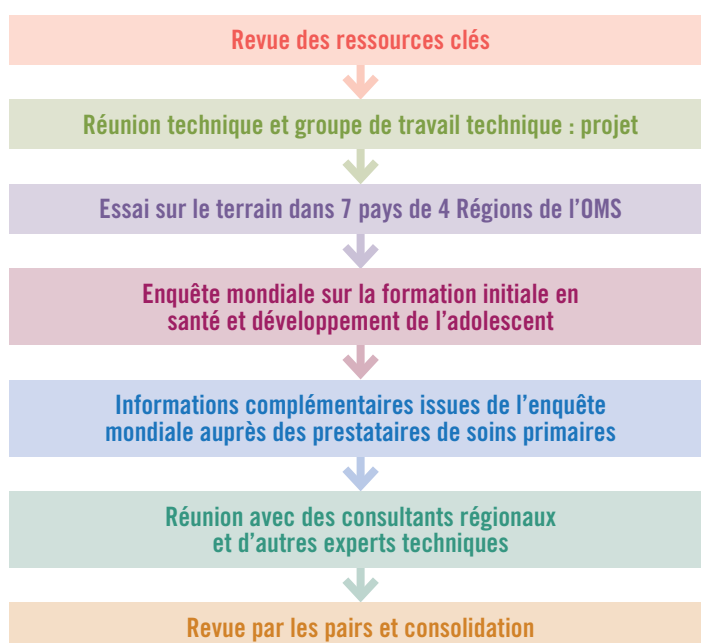 Revue des ressources clés
Réunion technique et groupe de travail technique : projet
Essai sur le terrain dans 7 pays de 4 Régions de l’OMS
Enquête mondiale sur la formation initiale en
santé et développement de l’adolescent
Informations complémentaires issues de l’enquête
mondiale auprès des prestataires de soins primaires
Réunion avec des consultants régionaux
et d'autres experts techniques
Revue par les pairs et consolidation